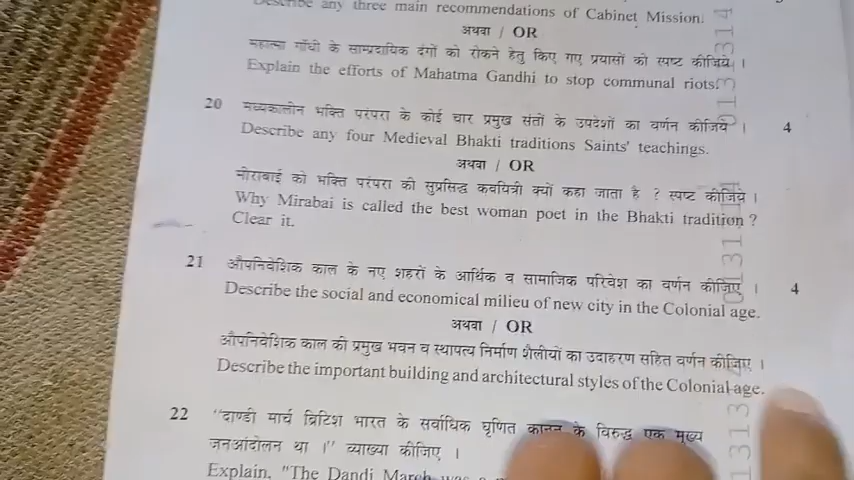 Describe any three main recommendations of Cabinet Mission.
अथवा / OR
महात्मा गाँधी के साम्प्रदायिक दंगों को रोकने हेतु किए गए प्रयासों को स्पष्ट कीजिये ।
Explain the efforts of Mahatma Gandhi to stop communal riots.
20 मध्यकालीन भक्ति परंपरा के कोई चार प्रमुख संतों के उपदेशों का वर्णन कीजिये । 4
Describe any four Medieval Bhakti traditions Saints' teachings.
अथवा / OR
मीराबाई को भक्ति परंपरा की सुप्रसिद्ध कवयित्री क्यों कहा जाता है ? स्पष्ट कीजिये ।
Why Mirabai is called the best woman poet in the Bhakti tradition ?
Clear it.
21 औपनिवेशिक काल के नए शहरों के आर्थिक व सामाजिक परिवेश का वर्णन कीजिए । 4
Describe the social and economical milieu of new city in the Colonial age.
अथवा / OR
औपनिवेशिक काल की प्रमुख भवन व स्थापत्य निर्माण शैलीयों का उदाहरण सहित वर्णन कीजिए ।
Describe the important building and architectural styles of the Colonial age.
22 "दाण्डी मार्च ब्रिटिश भारत के सर्वाधिक घृणित कानून के विरुद्ध एक मुख्य
जनआंदोलन था ।" व्याख्या कीजिए ।
Explain, "The Dandi March was a